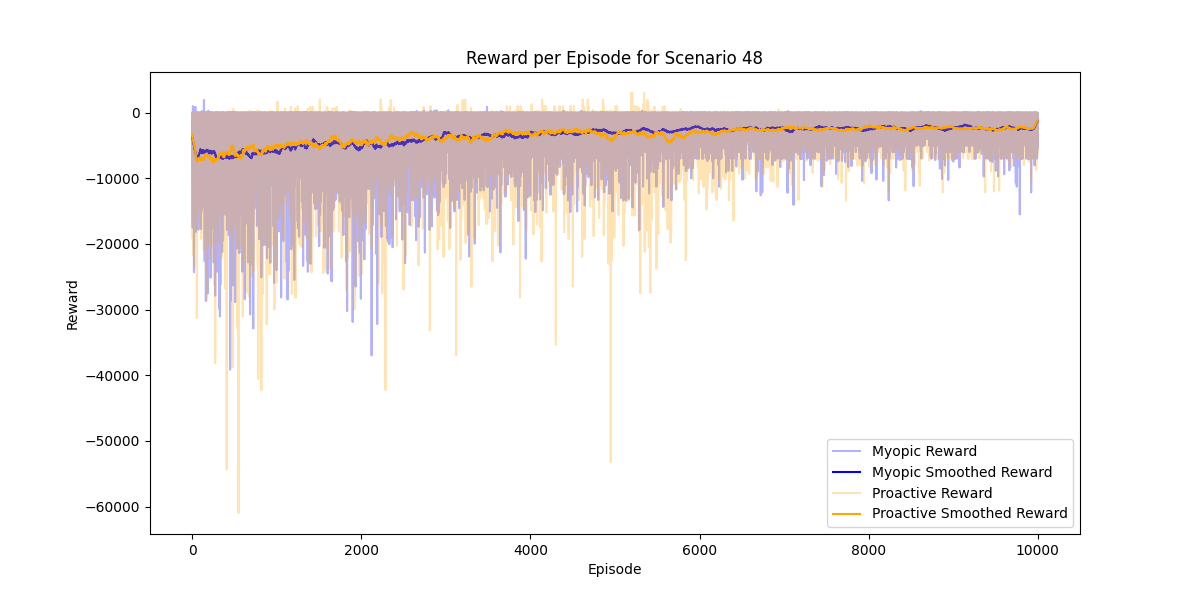 Reward per Episode for Scenario 48
Reward
0
−10000
−20000
−30000
−40000
−50000
−60000
0 2000 4000 6000 8000 10000
Episode
Myopic Reward
Myopic Smoothed Reward
Proactive Reward
Proactive Smoothed Reward